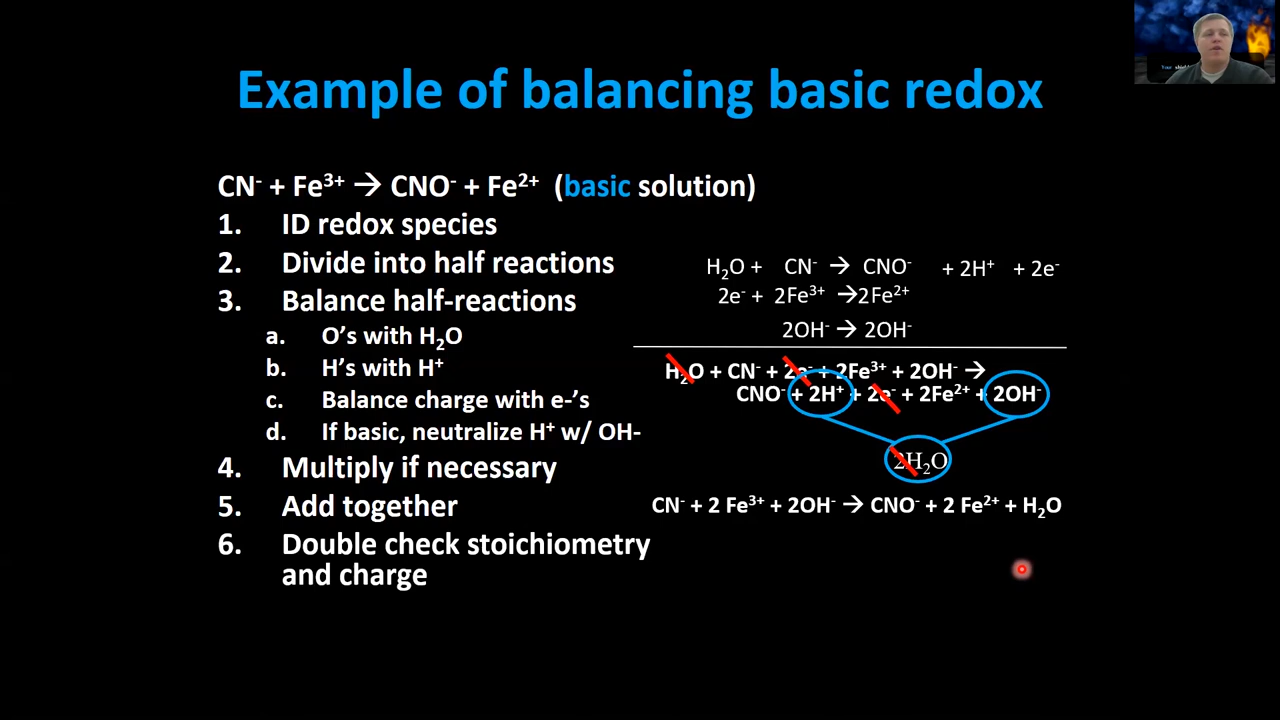 Example of balancing basic redox
CN⁻ + Fe³⁺ → CNO⁻ + Fe²⁺ (basic solution)
1. ID redox species
2. Divide into half reactions
3. Balance half-reactions
a. O's with H₂O
b. H's with H⁺
c. Balance charge with e-'s
d. If basic, neutralize H⁺ w/ OH-
4. Multiply if necessary
5. Add together
6. Double check stoichiometry
and charge
H₂O + CN⁻ → CNO⁻ + 2H⁺ + 2e⁻
2e⁻ + 2Fe³⁺ →2Fe²⁺
2OH⁻ → 2OH⁻
H₂O + CN⁻ + 2e⁻ + 2Fe³⁺ + 2OH⁻ →
CNO⁻ + 2H⁺ + 2e⁻ + 2Fe²⁺ + 2OH⁻
2H₂O
CN⁻ + 2 Fe³⁺ + 2OH⁻ → CNO⁻ + 2 Fe²⁺ + H₂O